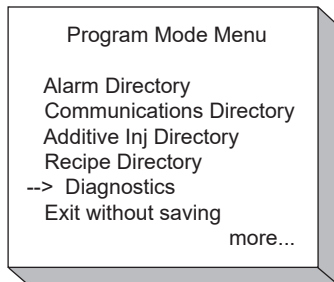 Program Mode Menu
Alarm Directory
Communications Directory
Additive Inj Directory
Recipe Directory
--> Diagnostics
Exit without saving
more...